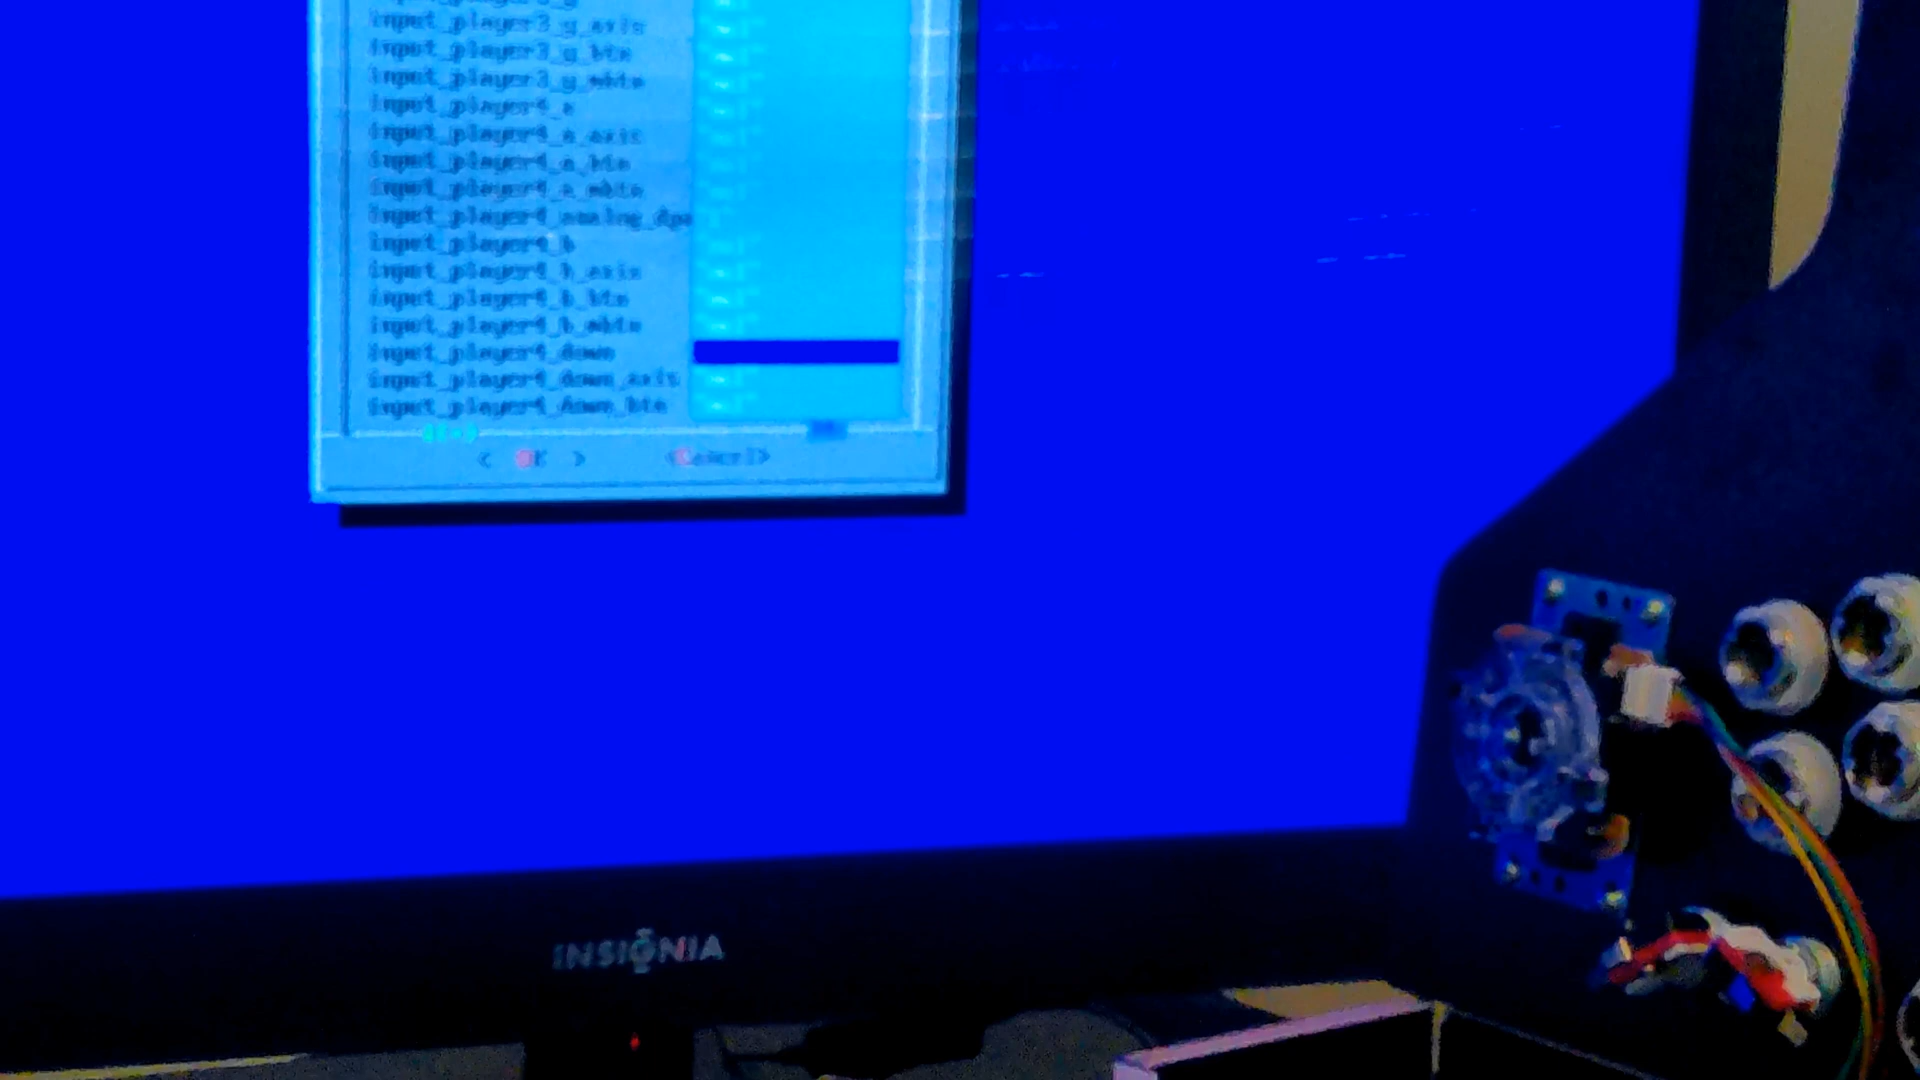 input_player3_y_axis
input_player3_y_btn
input_player3_y_mbtn
input_player4_a
input_player4_a_axis
input_player4_a_btn
input_player4_a_mbtn
input_player4_analog_dpa
input_player4_b
input_player4_b_axis
input_player4_b_btn
input_player4_b_mbtn
input_player4_down
input_player4_down_axis
input_player4_down_btn
< OK > <Cancel>
INSIGNIA